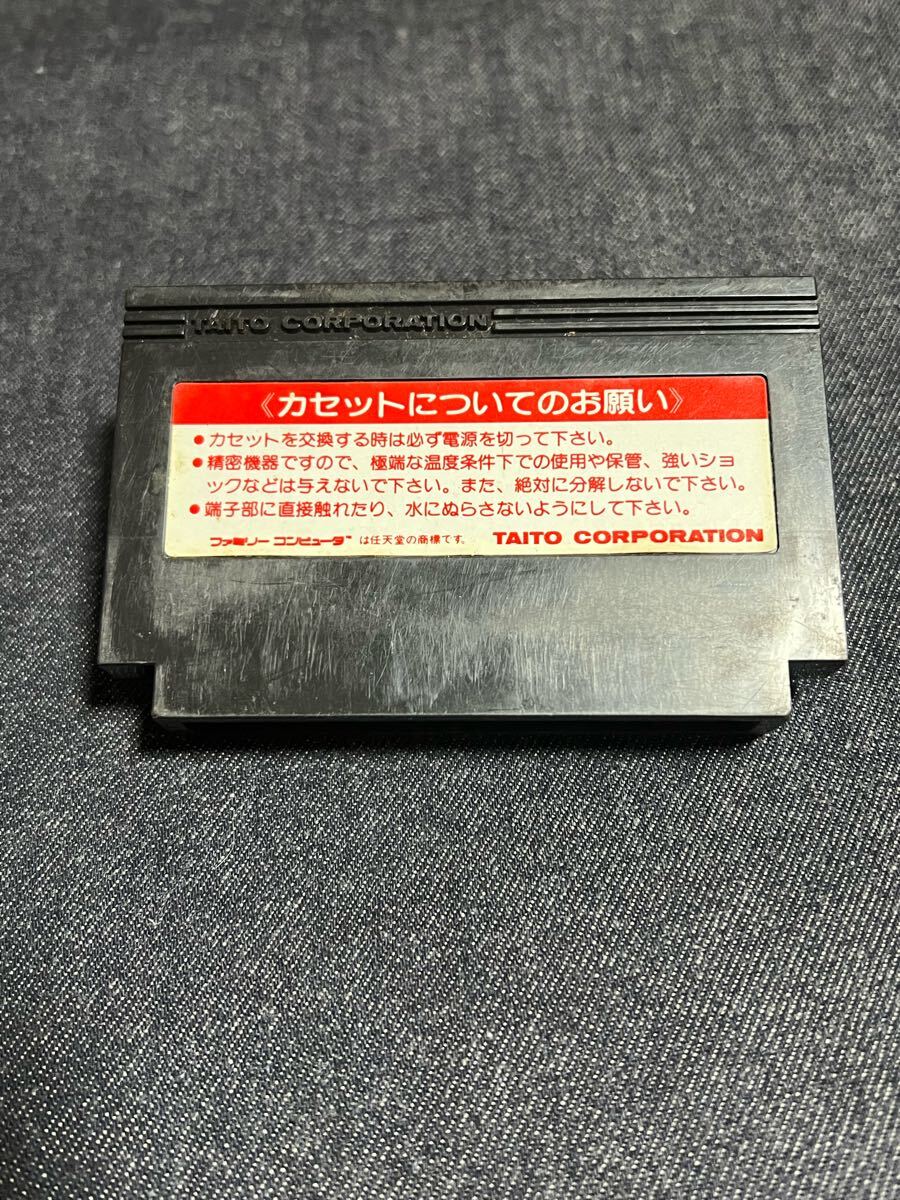 TAITO CORPORATION
《カセットについてのお願い》
●カセットを交換する時は必ず電源を切って下さい。
●精密機器ですので、極端な温度条件下での使用や保管、強いショ
ックなどは与えないで下さい。また、絶対に分解しないで下さい。
●端子部に直接触れたり、水にぬらさないようにして下さい。
ファミリー コンピュータ™ は任天堂の商標です。 TAITO CORPORATION